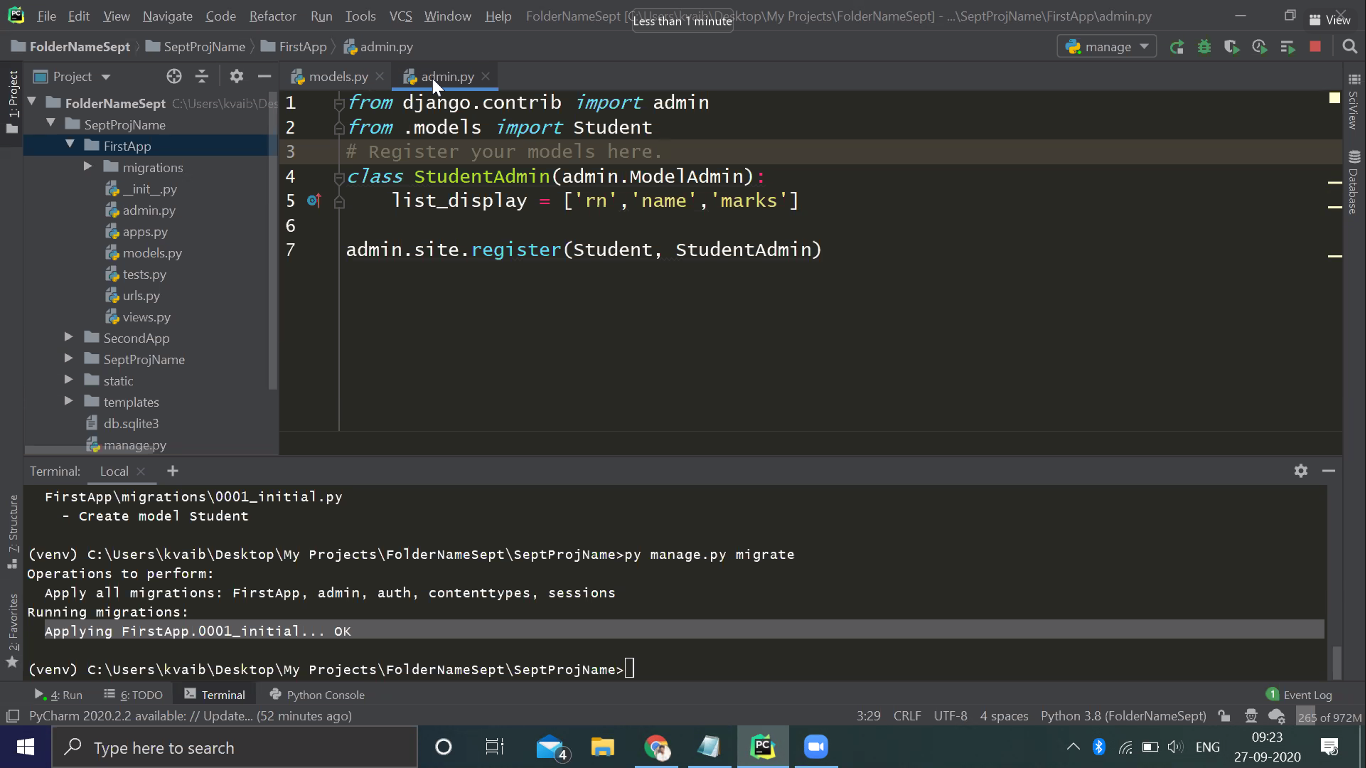 File Edit View Navigate Code Refactor Run Tools VCS Window Help FolderNameSept [C:\Users\kvaib\Desktop\My Projects\FolderNameSept] - ...\SeptProjName\FirstApp\admin.py
Less than 1 minute
View
FolderNameSept SeptProjName FirstApp admin.py manage
Project models.py admin.py
1: Project
FolderNameSept C:\Users\kvaib\Des
SeptProjName
FirstApp
migrations
__init__.py
admin.py
apps.py
models.py
tests.py
urls.py
views.py
SecondApp
SeptProjName
static
templates
db.sqlite3
manage.py
1 from django.contrib import admin
2 from .models import Student
3 # Register your models here.
4 class StudentAdmin(admin.ModelAdmin):
5 list_display = ['rn','name','marks']
6
7 admin.site.register(Student, StudentAdmin)
SciView
Database
Terminal: Local +
FirstApp\migrations\0001_initial.py
- Create model Student
(venv) C:\Users\kvaib\Desktop\My Projects\FolderNameSept\SeptProjName>py manage.py migrate
Operations to perform:
Apply all migrations: FirstApp, admin, auth, contenttypes, sessions
Running migrations:
Applying FirstApp.0001_initial... OK
(venv) C:\Users\kvaib\Desktop\My Projects\FolderNameSept\SeptProjName>
7: Structure
2: Favorites
4: Run 6: TODO Terminal Python Console 1 Event Log
PyCharm 2020.2.2 available: // Update... (52 minutes ago) 3:29 CRLF UTF-8 4 spaces Python 3.8 (FolderNameSept) 265 of 972M
Type here to search 4 PC ENG 09:23
27-09-2020